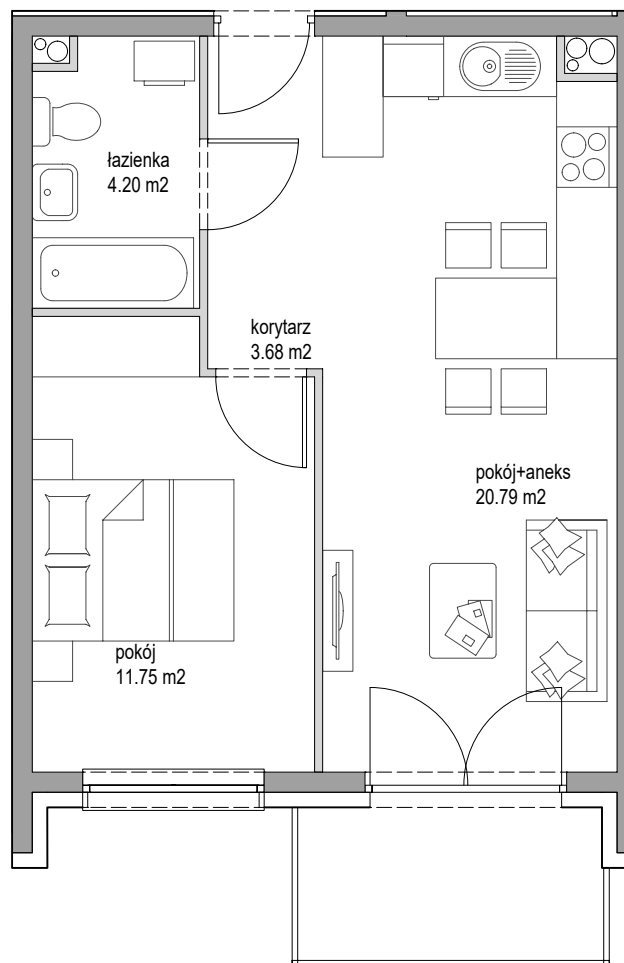 łazienka
4.20 m2
korytarz
3.68 m2
pokój+aneks
20.79 m2
pokój
11.75 m2